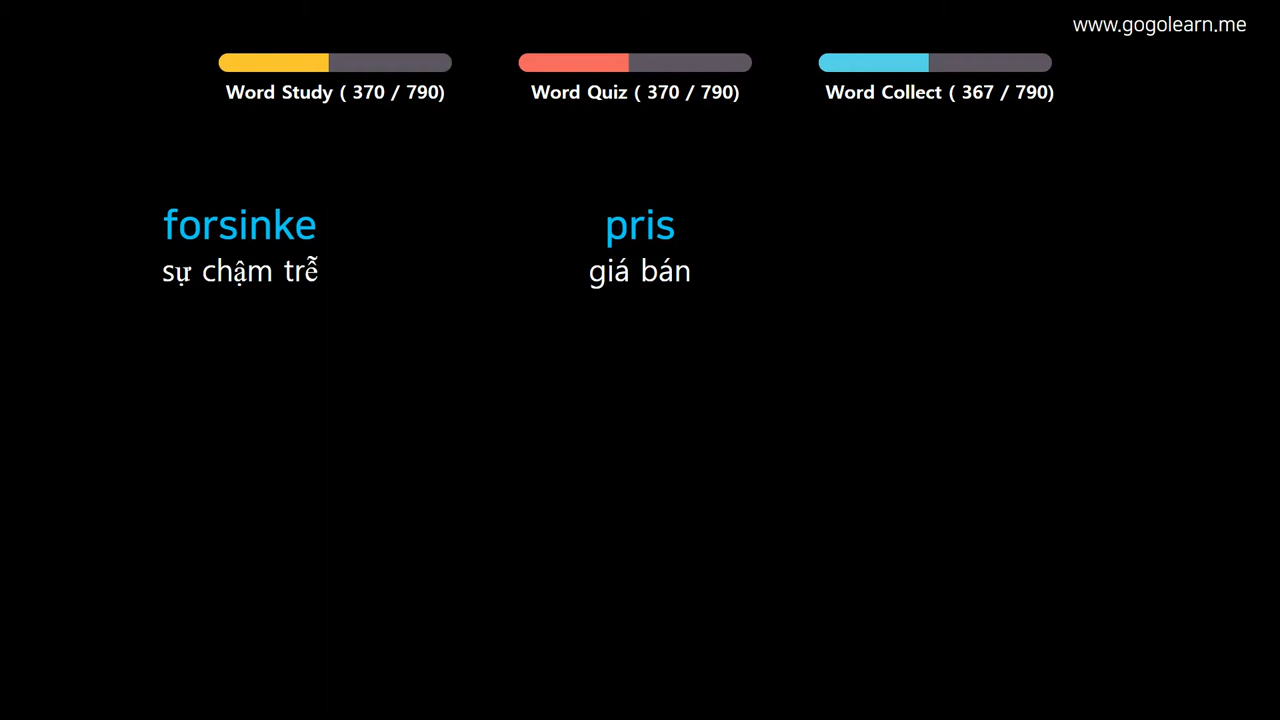 www.gogolearn.me
Word Study ( 370 / 790)
Word Quiz ( 370 / 790)
Word Collect ( 367 / 790)
forsinke
sự chậm trễ
pris
giá bán